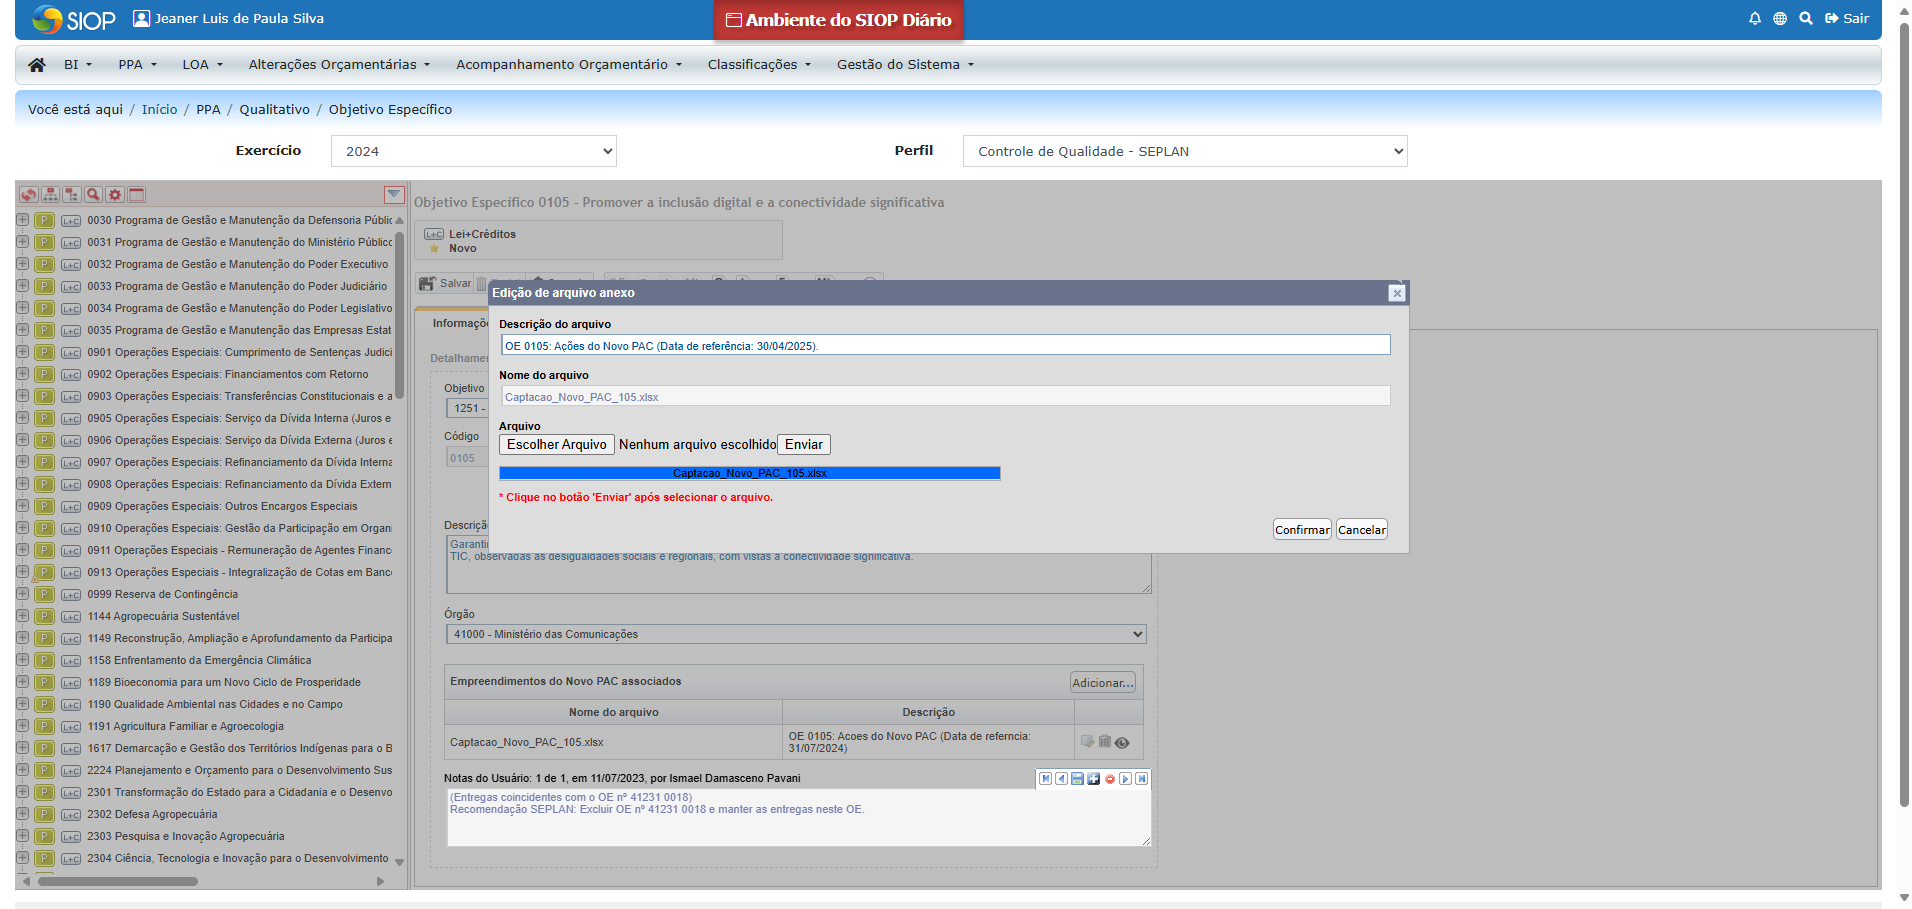 SIOP Jeaner Luis de Paula Silva Ambiente do SIOP Diário Sair
BI PPA LOA Alterações Orçamentárias Acompanhamento Orçamentário Classificações Gestão do Sistema
Você está aqui / Início / PPA / Qualitativo / Objetivo Específico
Exercício 2024 Perfil Controle de Qualidade - SEPLAN
P L+C 0030 Programa de Gestão e Manutenção da Defensoria Públic
P L+C 0031 Programa de Gestão e Manutenção do Ministério Público
P L+C 0032 Programa de Gestão e Manutenção do Poder Executivo
P L+C 0033 Programa de Gestão e Manutenção do Poder Judiciário
P L+C 0034 Programa de Gestão e Manutenção do Poder Legislativo
P L+C 0035 Programa de Gestão e Manutenção das Empresas Estat
P L+C 0901 Operações Especiais: Cumprimento de Sentenças Judici
P L+C 0902 Operações Especiais: Financiamentos com Retorno
P L+C 0903 Operações Especiais: Transferências Constitucionais e a
P L+C 0905 Operações Especiais: Serviço da Dívida Interna (Juros e
P L+C 0906 Operações Especiais: Serviço da Dívida Externa (Juros e
P L+C 0907 Operações Especiais: Refinanciamento da Dívida Interna
P L+C 0908 Operações Especiais: Refinanciamento da Dívida Extern
P L+C 0909 Operações Especiais: Outros Encargos Especiais
P L+C 0910 Operações Especiais: Gestão da Participação em Organi
P L+C 0911 Operações Especiais - Remuneração de Agentes Financ
P L+C 0913 Operações Especiais - Integralização de Cotas em Banc
P L+C 0999 Reserva de Contingência
P L+C 1144 Agropecuária Sustentável
P L+C 1149 Reconstrução, Ampliação e Aprofundamento da Participa
P L+C 1158 Enfrentamento da Emergência Climática
P L+C 1189 Bioeconomia para um Novo Ciclo de Prosperidade
P L+C 1190 Qualidade Ambiental nas Cidades e no Campo
P L+C 1191 Agricultura Familiar e Agroecologia
P L+C 1617 Demarcação e Gestão dos Territórios Indígenas para o B
P L+C 2224 Planejamento e Orçamento para o Desenvolvimento Sus
P L+C 2301 Transformação do Estado para a Cidadania e o Desenvo
P L+C 2302 Defesa Agropecuária
P L+C 2303 Pesquisa e Inovação Agropecuária
P L+C 2304 Ciência, Tecnologia e Inovação para o Desenvolvimento
Objetivo Específico 0105 - Promover a inclusão digital e a conectividade significativa
L+C Lei+Créditos
Novo
Salvar
Informaçõ
Detalhamen
Objetivo
1251 -
Código
0105
Descriçã
Garanti
TIC, observadas as desigualdades sociais e regionais, com vistas à conectividade significativa.
Edição de arquivo anexo
Descrição do arquivo
OE 0105: Ações do Novo PAC (Data de referência: 30/04/2025).
Nome do arquivo
Captacao_Novo_PAC_105.xlsx
Arquivo
Escolher Arquivo Nenhum arquivo escolhido Enviar
Captacao_Novo_PAC_105.xlsx
* Clique no botão 'Enviar' após selecionar o arquivo.
Confirmar Cancelar
Órgão
41000 - Ministério das Comunicações
Empreendimentos do Novo PAC associados Adicionar...
Nome do arquivo Descrição
Captacao_Novo_PAC_105.xlsx OE 0105: Acoes do Novo PAC (Data de referncia:
31/07/2024)
Notas do Usuário: 1 de 1, em 11/07/2023, por Ismael Damasceno Pavani
(Entregas coincidentes com o OE nº 41231 0018)
Recomendação SEPLAN: Excluir OE nº 41231 0018 e manter as entregas neste OE.